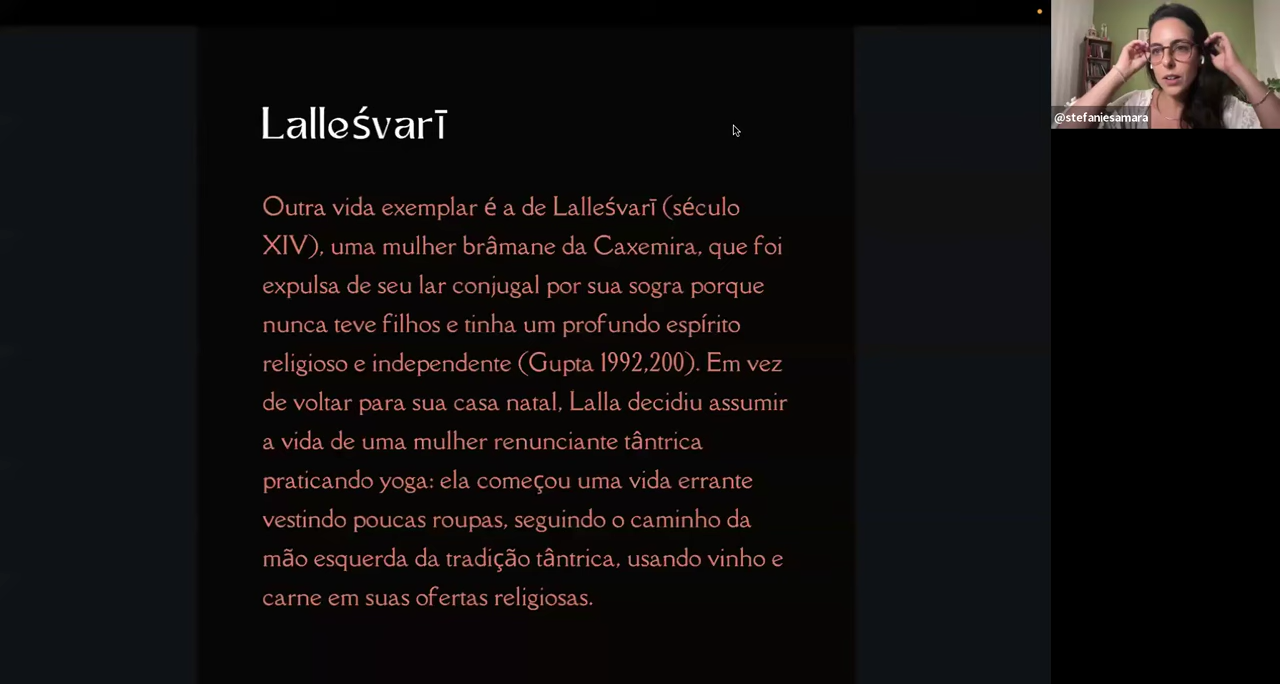 Lalleśvarī
Outra vida exemplar é a de Lalleśvarī (século
XIV), uma mulher brâmane da Caxemira, que foi
expulsa de seu lar conjugal por sua sogra porque
nunca teve filhos e tinha um profundo espírito
religioso e independente (Gupta 1992,200). Em vez
de voltar para sua casa natal, Lalla decidiu assumir
a vida de uma mulher renunciante tântrica
praticando yoga: ela começou uma vida errante
vestindo poucas roupas, seguindo o caminho da
mão esquerda da tradição tântrica, usando vinho e
carne em suas ofertas religiosas.
@stefaniesamara